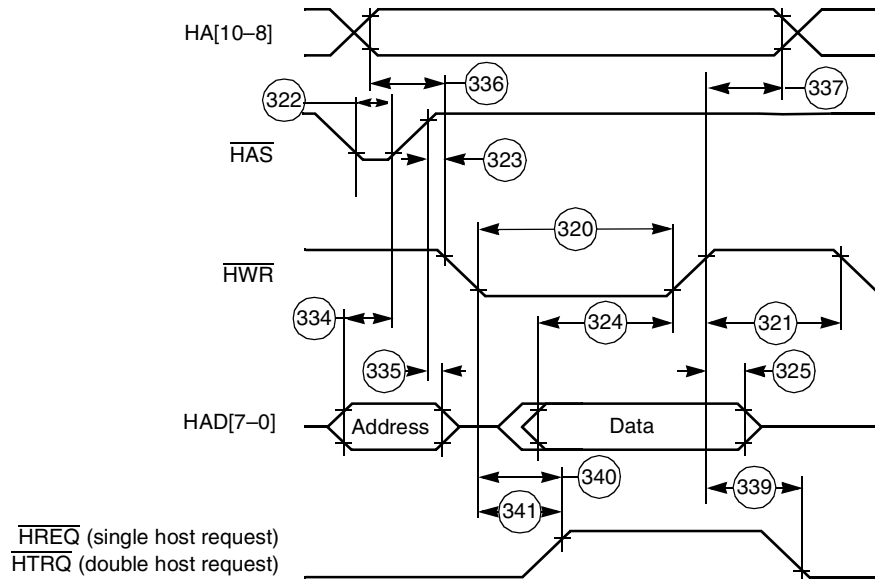 HA[10–8]
336
337
322
HAS
323
320
HWR
334
324
321
335
325
HAD[7–0]
Address
Data
340
341
339
HREQ (single host request)
HTRQ (double host request)